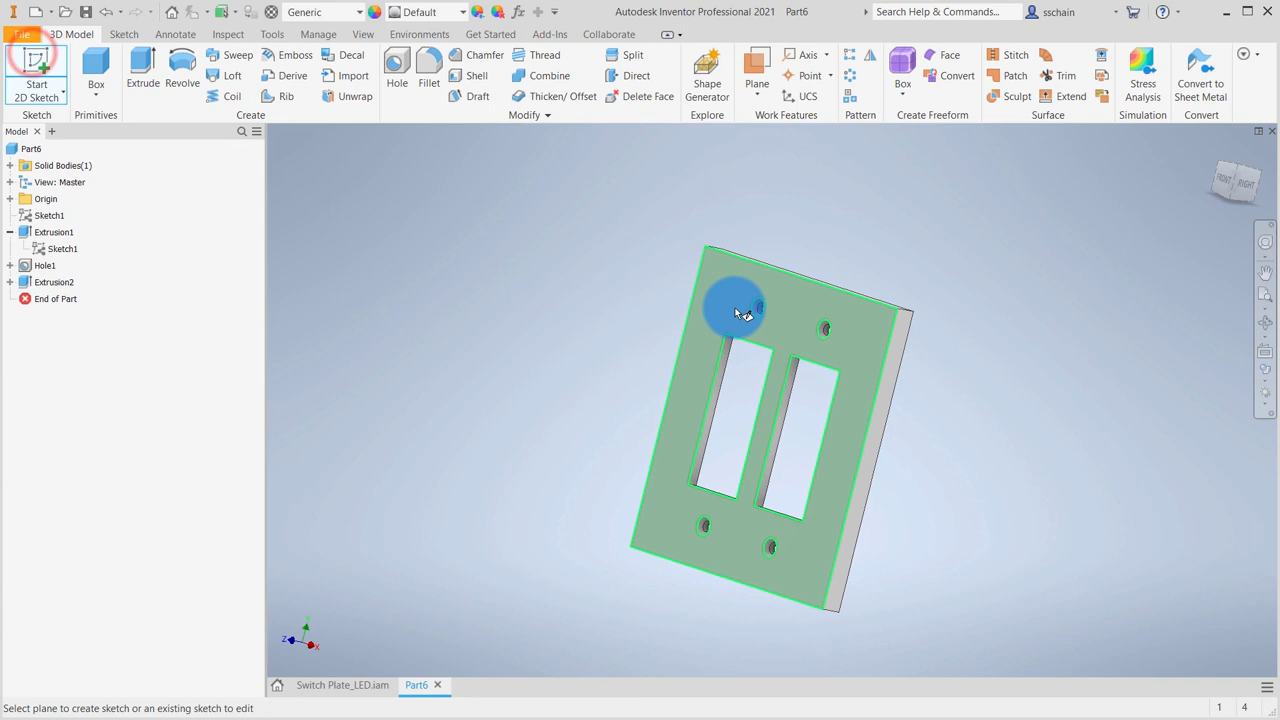 Generic Default Autodesk Inventor Professional 2021 Part6 Search Help & Commands... sschain
File 3D Model Sketch Annotate Inspect Tools Manage View Environments Get Started Add-Ins Collaborate
Start
2D Sketch
Box
Extrude
Revolve
Sweep Emboss Decal
Loft Derive Import
Coil Rib Unwrap
Hole
Fillet
Chamfer Thread Split
Shell Combine Direct
Draft Thicken/ Offset Delete Face
Shape
Generator
Plane
Axis
Point
UCS
Box
Face
Convert
Stitch
Patch Trim
Sculpt Extend
Stress
Analysis
Convert to
Sheet Metal
Sketch Primitives Create Modify Explore Work Features Pattern Create Freeform Surface Simulation Convert
Model
Part6
Solid Bodies(1)
View: Master
Origin
Sketch1
Extrusion1
Sketch1
Hole1
Extrusion2
End of Part
FRONT RIGHT
Y
Z
X
Switch Plate_LED.iam Part6
Select plane to create sketch or an existing sketch to edit 1 4